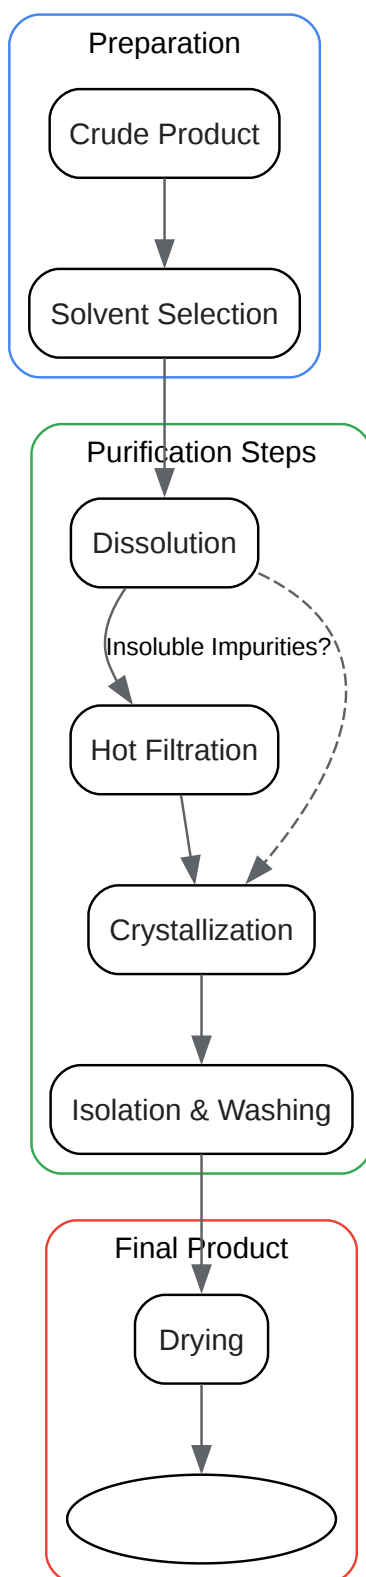 Preparation
Crude Product
Solvent Selection
Purification Steps
Dissolution
Insoluble Impurities?
Hot Filtration
Crystallization
Isolation & Washing
Final Product
Drying